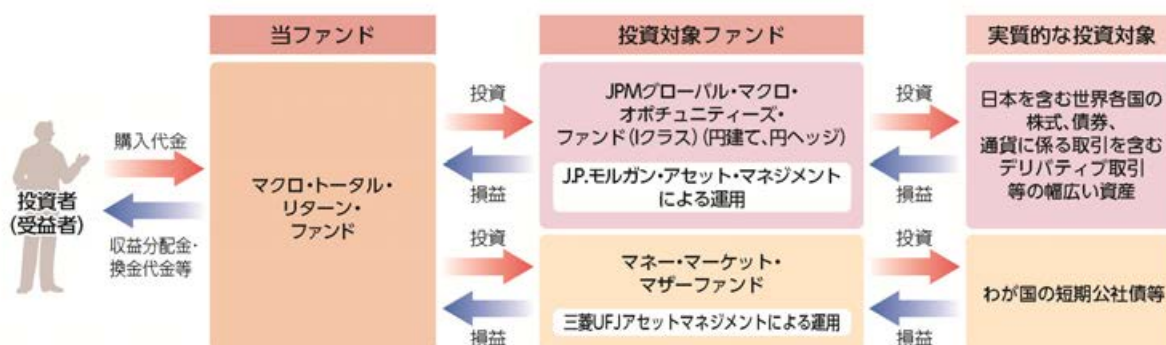 当ファンド
投資対象ファンド
実質的な投資対象
投資者
(受益者)
購入代金
収益分配金・
換金代金等
マクロ・トータル・
リターン・
ファンド
投資
損益
JPMグローバル・マクロ・
オポチュニティーズ・
ファンド(Iクラス)(円建て、円ヘッジ)
J.P.モルガン・アセット・マネジメント
による運用
投資
損益
日本を含む世界各国の
株式、債券、
通貨に係る取引を含む
デリバティブ取引
等の幅広い資産
投資
損益
マネー・マーケット・
マザーファンド
三菱UFJアセットマネジメントによる運用
投資
損益
わが国の短期公社債等